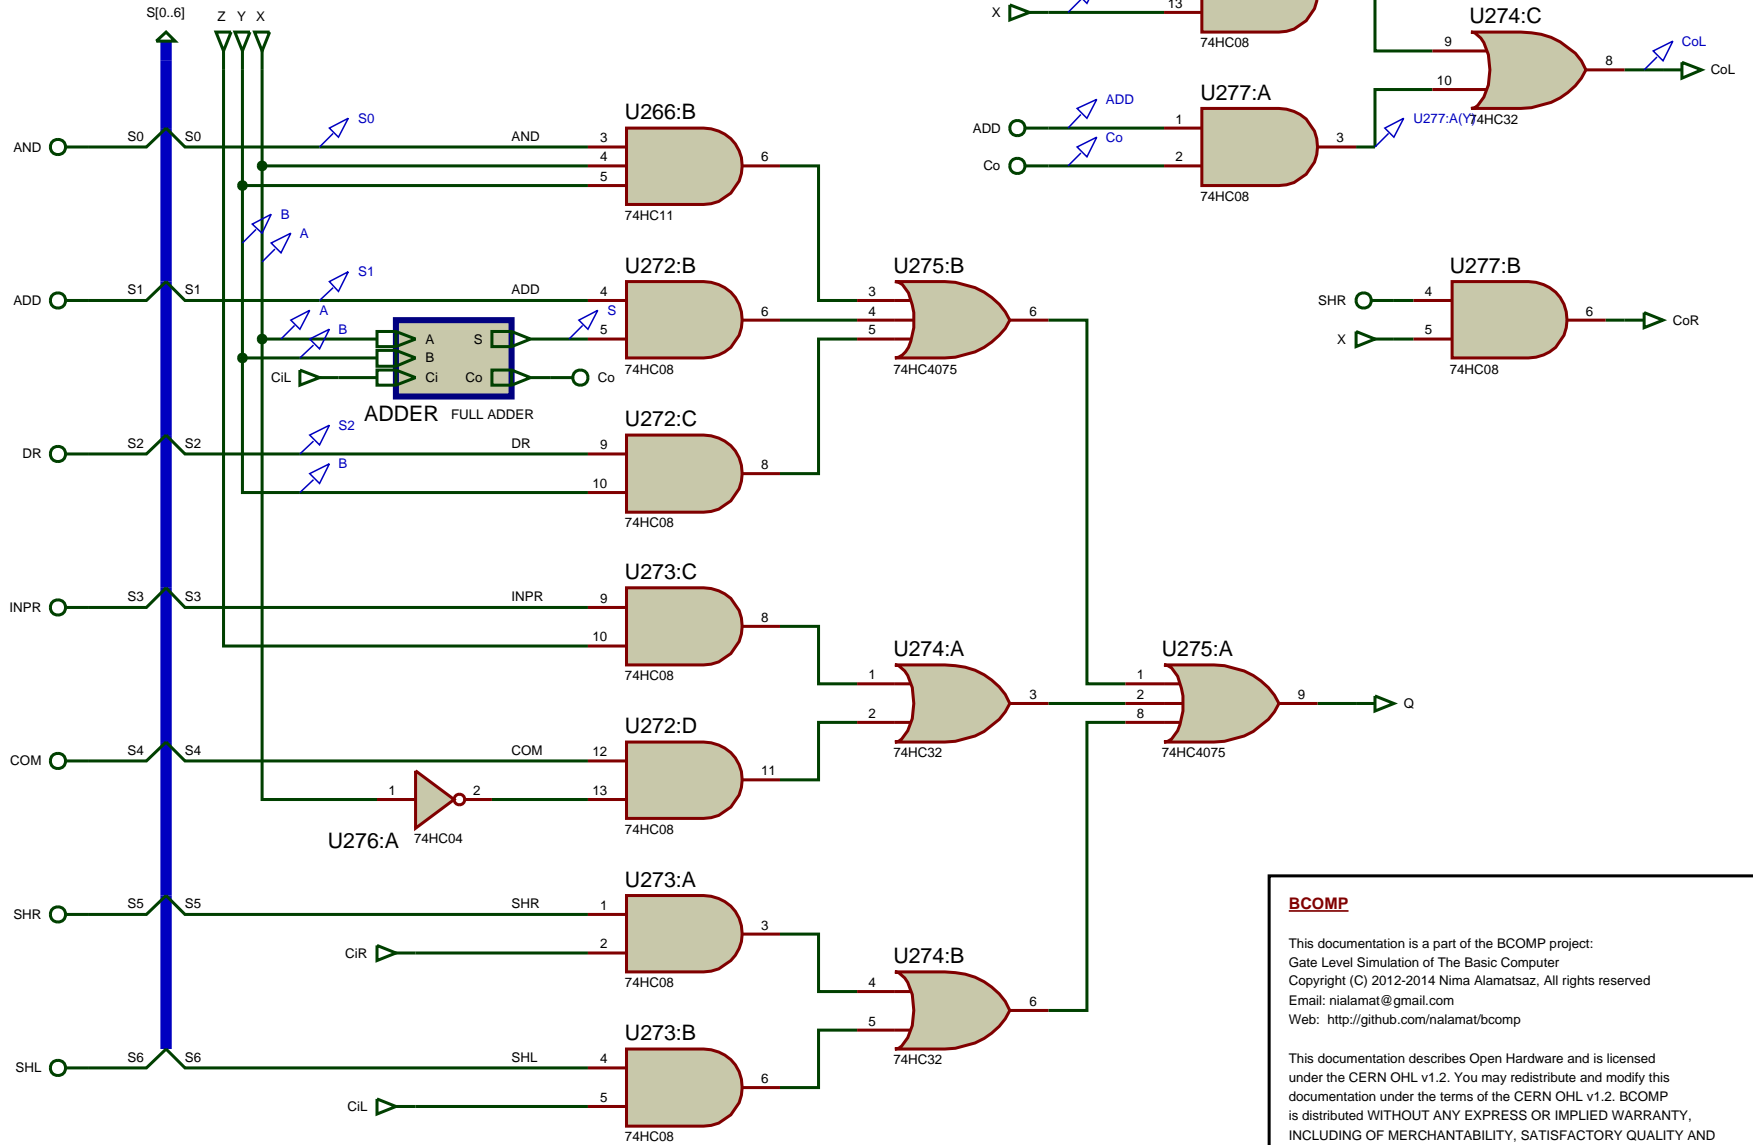 S[0..6]
Z Y X
X
13
74HC08
U274:C
9
10
8
CoL
CoL
74HC32
U277:A
ADD
ADD
1
Co
Co
2
3
U277:A(Y)
74HC08
AND
S0
S0
S0
AND
U266:B
3
4
5
6
74HC11
B
A
ADD
S1
S1
S1
ADD
U272:B
4
5
6
74HC08
A
B
CiL
A
B
Ci
S
Co
S
Co
ADDER
FULL ADDER
U275:B
3
4
5
6
74HC4075
U277:B
SHR
4
X
5
6
CoR
74HC08
DR
S2
S2
S2
DR
B
U272:C
9
10
8
74HC08
INPR
S3
S3
INPR
U273:C
9
10
8
74HC08
U274:A
1
2
3
74HC32
U275:A
1
2
8
9
Q
74HC4075
COM
S4
S4
COM
U272:D
12
13
11
74HC08
1
2
U276:A
74HC04
SHR
S5
S5
SHR
U273:A
1
CiR
2
3
74HC08
U274:B
4
5
6
74HC32
SHL
S6
S6
SHL
U273:B
4
CiL
5
6
74HC08
BCOMP
This documentation is a part of the BCOMP project:
Gate Level Simulation of The Basic Computer
Copyright (C) 2012-2014 Nima Alamatsaz, All rights reserved
Email: nialamat@gmail.com
Web: http://github.com/nalamat/bcomp
This documentation describes Open Hardware and is licensed
under the CERN OHL v1.2. You may redistribute and modify this
documentation under the terms of the CERN OHL v1.2. BCOMP
is distributed WITHOUT ANY EXPRESS OR IMPLIED WARRANTY,
INCLUDING OF MERCHANTABILITY, SATISFACTORY QUALITY AND